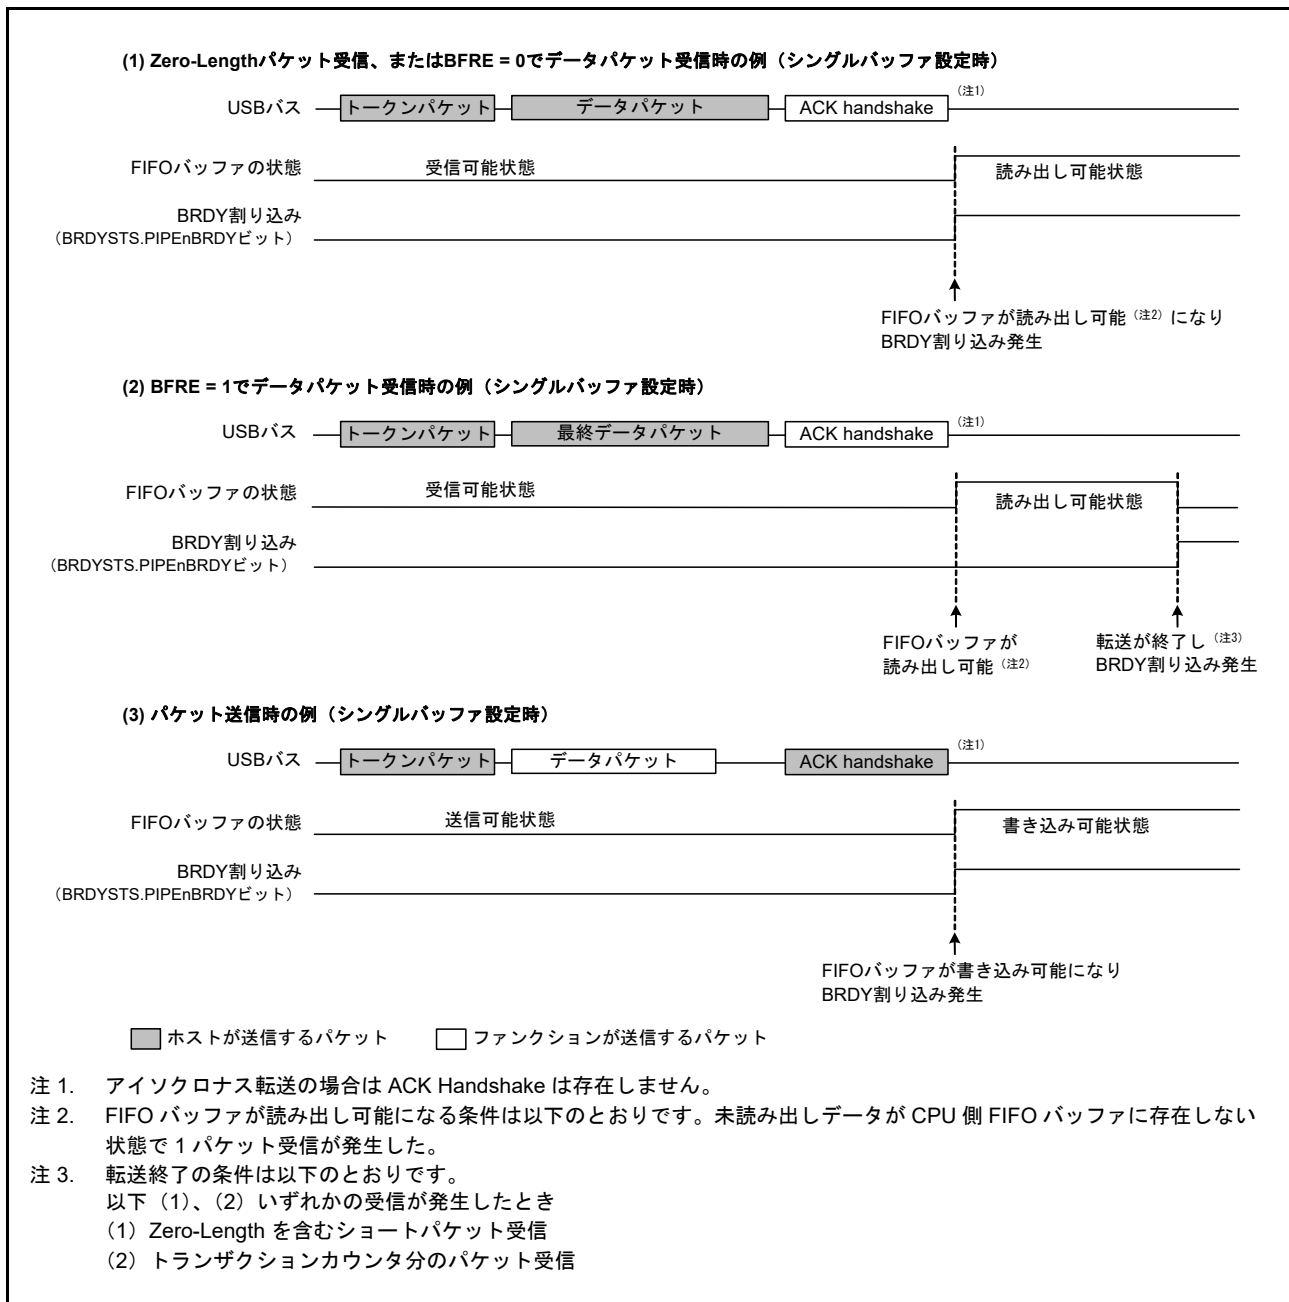 (1) Zero-Lengthパケット受信、またはBFRE = 0でデータパケット受信時の例（シングルバッファ設定時）
USBバス トークンパケット データパケット ACK handshake （注1）
FIFOバッファの状態 受信可能状態 読み出し可能状態
BRDY割り込み
（BRDYSTS.PIPEnBRDYビット）
FIFOバッファが読み出し可能（注2）になり
BRDY割り込み発生
(2) BFRE = 1でデータパケット受信時の例（シングルバッファ設定時）
USBバス トークンパケット 最終データパケット ACK handshake （注1）
FIFOバッファの状態 受信可能状態 読み出し可能状態
BRDY割り込み
（BRDYSTS.PIPEnBRDYビット）
FIFOバッファが
読み出し可能（注2）
転送が終了し（注3）
BRDY割り込み発生
(3) パケット送信時の例（シングルバッファ設定時）
USBバス トークンパケット データパケット ACK handshake （注1）
FIFOバッファの状態 送信可能状態 書き込み可能状態
BRDY割り込み
（BRDYSTS.PIPEnBRDYビット）
FIFOバッファが書き込み可能になり
BRDY割り込み発生
ホストが送信するパケット ファンクションが送信するパケット
注 1. アイソクロナス転送の場合は ACK Handshake は存在しません。
注 2. FIFO バッファが読み出し可能になる条件は以下のとおりです。未読み出しデータが CPU 側 FIFO バッファに存在しない
状態で 1 パケット受信が発生した。
注 3. 転送終了の条件は以下のとおりです。
以下（1）、（2）いずれかの受信が発生したとき
（1）Zero-Length を含むショートパケット受信
（2）トランザクションカウンタ分のパケット受信